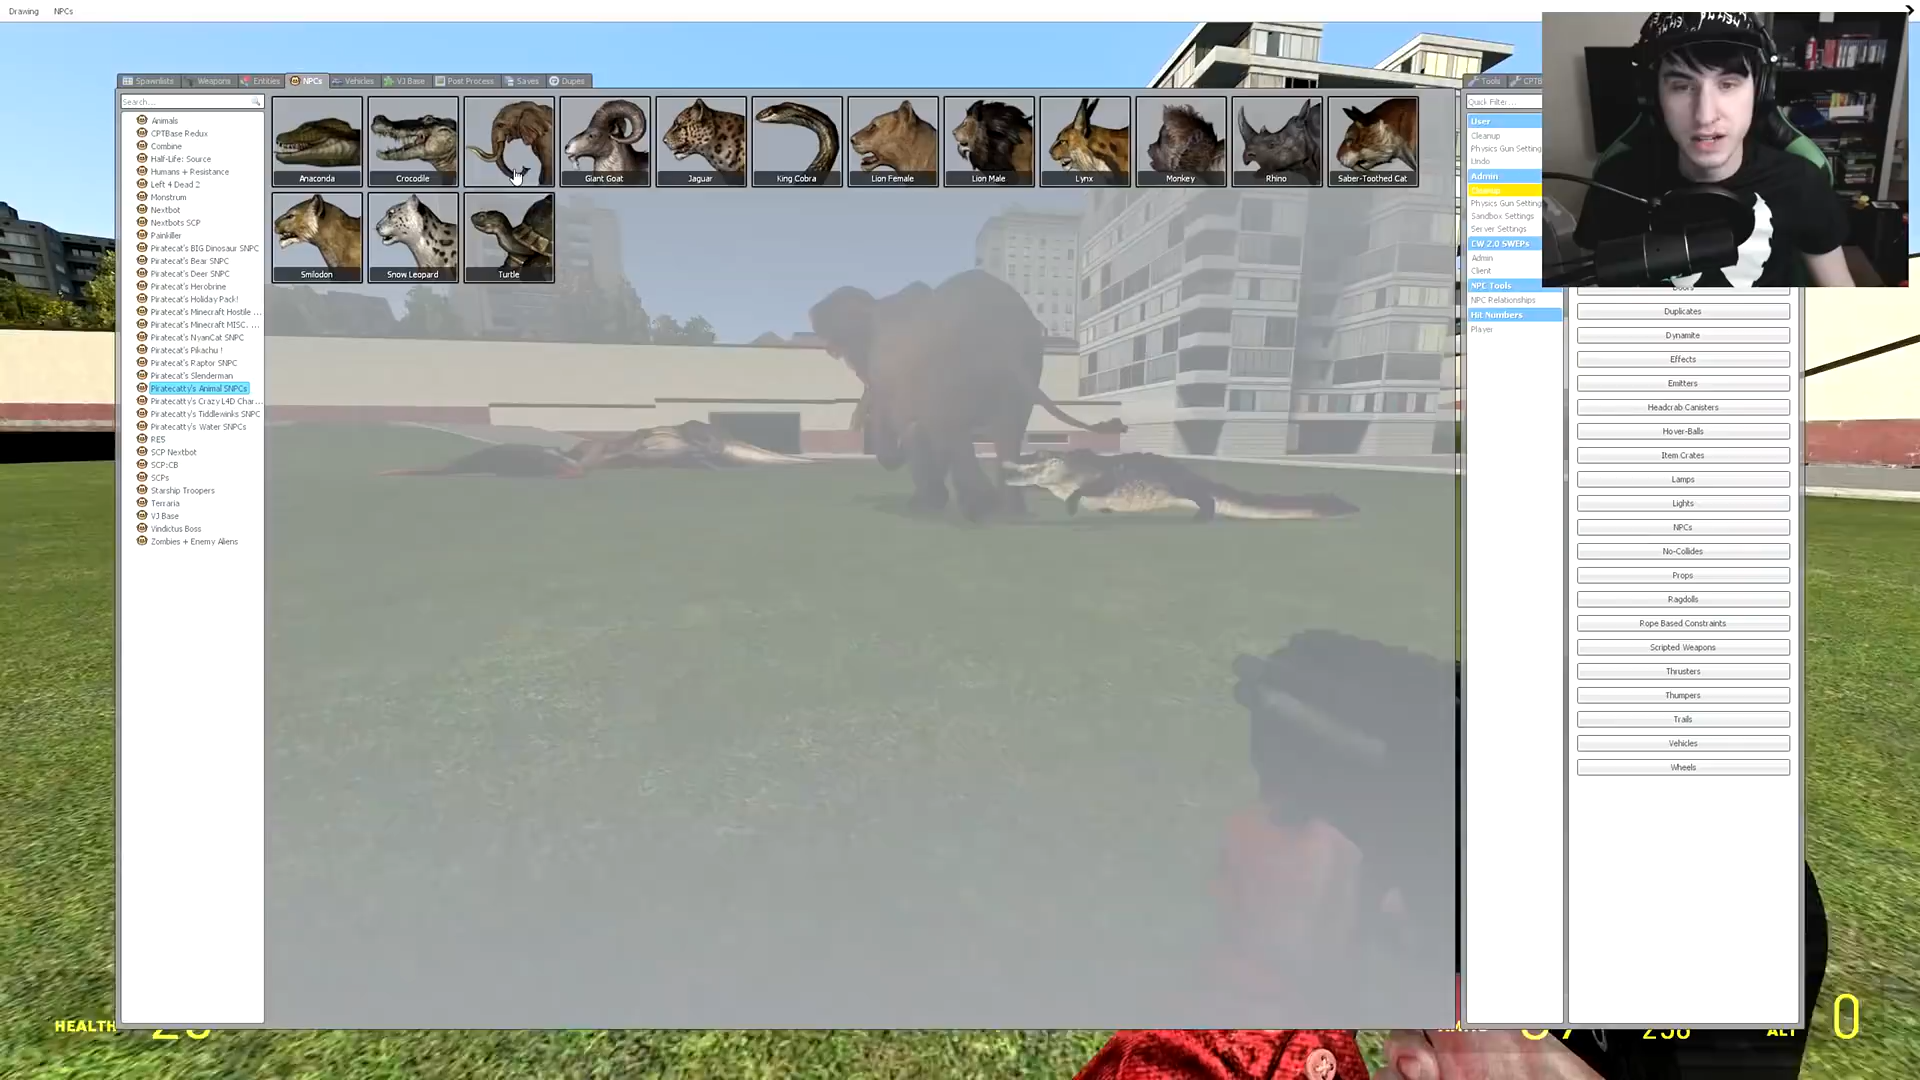 Drawing NPCs
Spawnlists Weapons Entities NPCs Vehicles VJ Base Post Process Saves Dupes
Search...
Animals
CPTBase Redux
Combine
Half-Life: Source
Humans + Resistance
Left 4 Dead 2
Monstrum
Nextbot
Nextbots SCP
Painkiller
Piratecat's BIG Dinosaur SNPC
Piratecat's Bear SNPC
Piratecat's Deer SNPC
Piratecat's Herobrine
Piratecat's Holiday Pack!
Piratecat's Minecraft Hostile ...
Piratecat's Minecraft MISC. ...
Piratecat's NyanCat SNPC
Piratecat's Pikachu !
Piratecat's Raptor SNPC
Piratecat's Slenderman
Piratecatty's Animal SNPCs
Piratecatty's Crazy L4D Char...
Piratecatty's Tiddlewinks SNPC
Piratecatty's Water SNPCs
RES
SCP Nextbot
SCP:CB
SCPs
Starship Troopers
Terraria
VJ Base
Vindictus Boss
Zombies + Enemy Aliens
Anaconda
Crocodile
Giant Goat
Jaguar
King Cobra
Lion Female
Lion Male
Lynx
Monkey
Rhino
Saber-Toothed Cat
Smilodon
Snow Leopard
Turtle
Tools CPTB
Quick Filter...
User
Cleanup
Physics Gun Setting
Undo
Admin
Cleanup
Physics Gun Setting
Sandbox Settings
Server Settings
CW 2.0 SWEPs
Admin
Client
NPC Tools
NPC Relationships
Hit Numbers
Player
Duplicates
Dynamite
Effects
Emitters
Headcrab Canisters
Hover-Balls
Item Crates
Lamps
Lights
NPCs
No-Collides
Props
Ragdolls
Rope Based Constraints
Scripted Weapons
Thrusters
Thumpers
Trails
Vehicles
Wheels
HEALTH
ALT 0